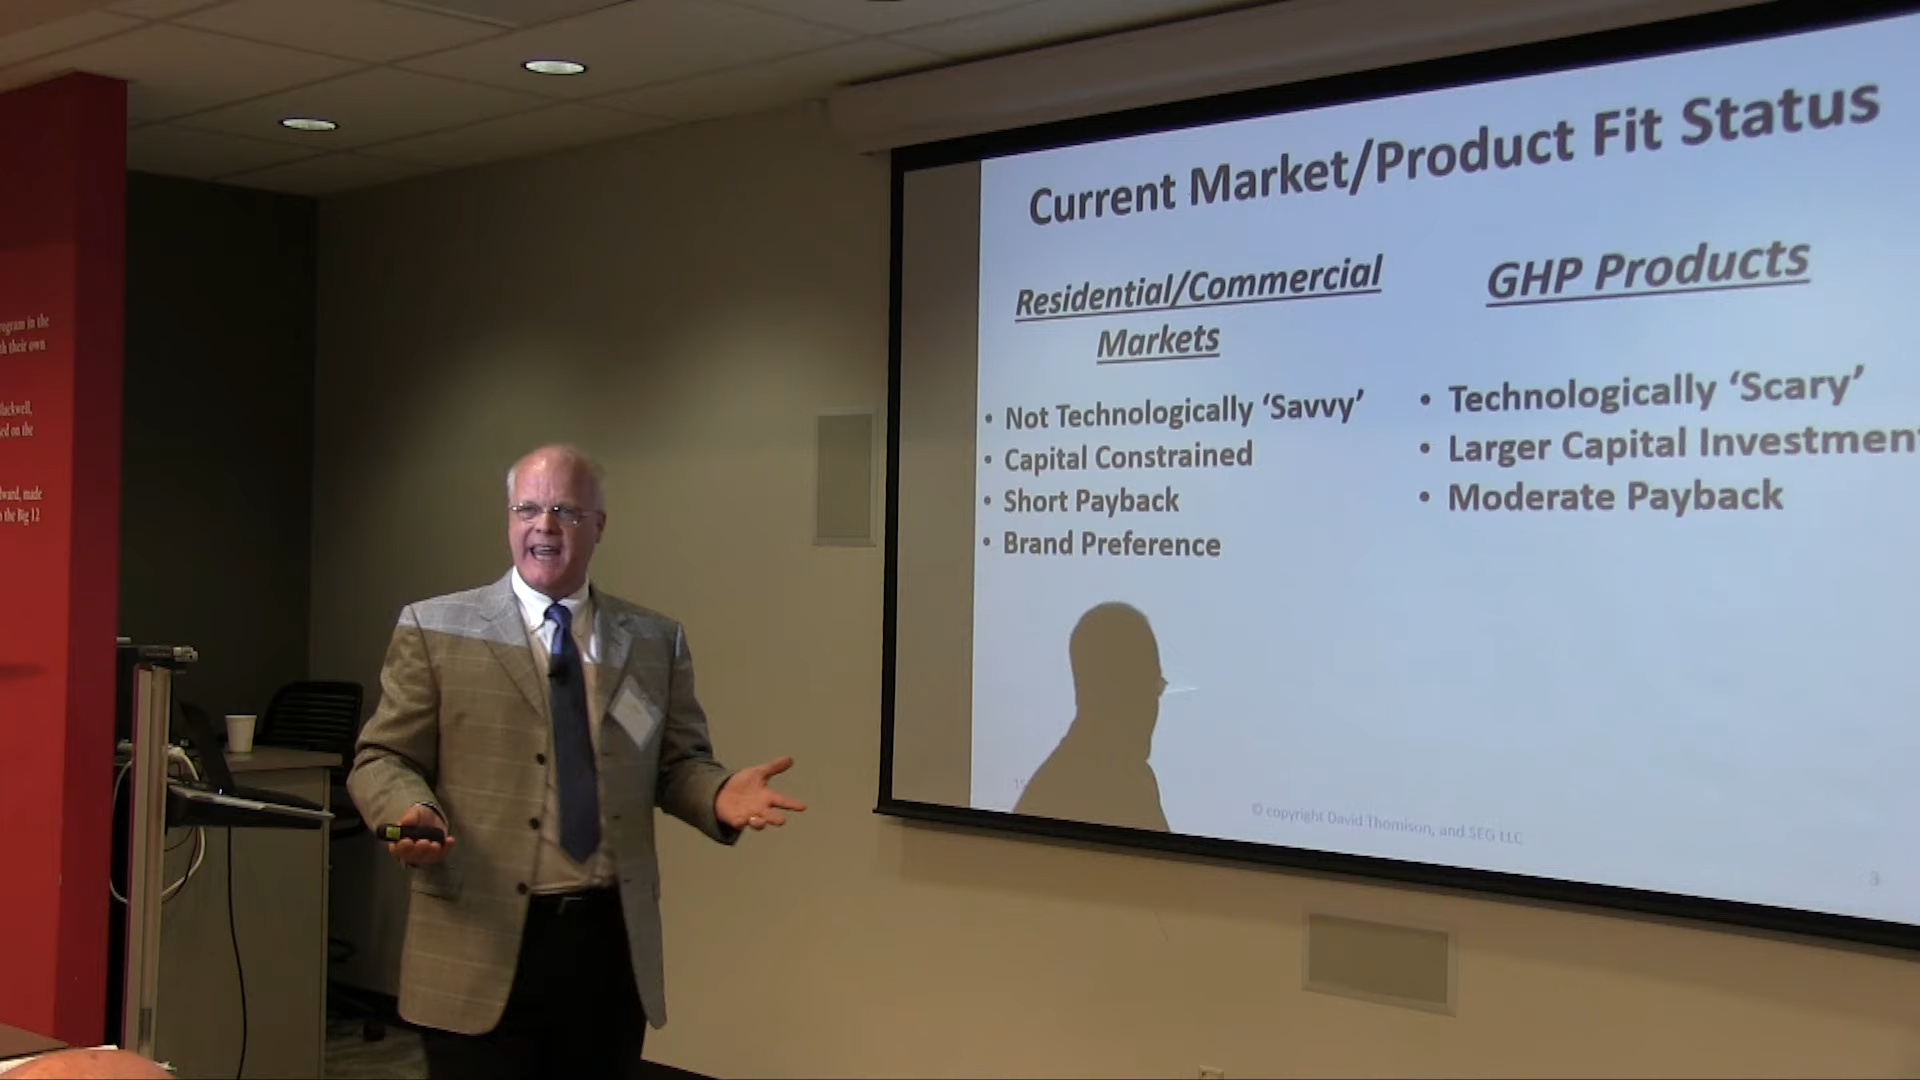 rogram in the
th their own
Blackwell,
ed on the
dward, made
n the Big 12
Current Market/Product Fit Status
Residential/Commercial
Markets
• Not Technologically ‘Savvy’
• Capital Constrained
• Short Payback
• Brand Preference
GHP Products
• Technologically ‘Scary’
• Larger Capital Investment
• Moderate Payback
© copyright David Thomison, and SEG LLC
3